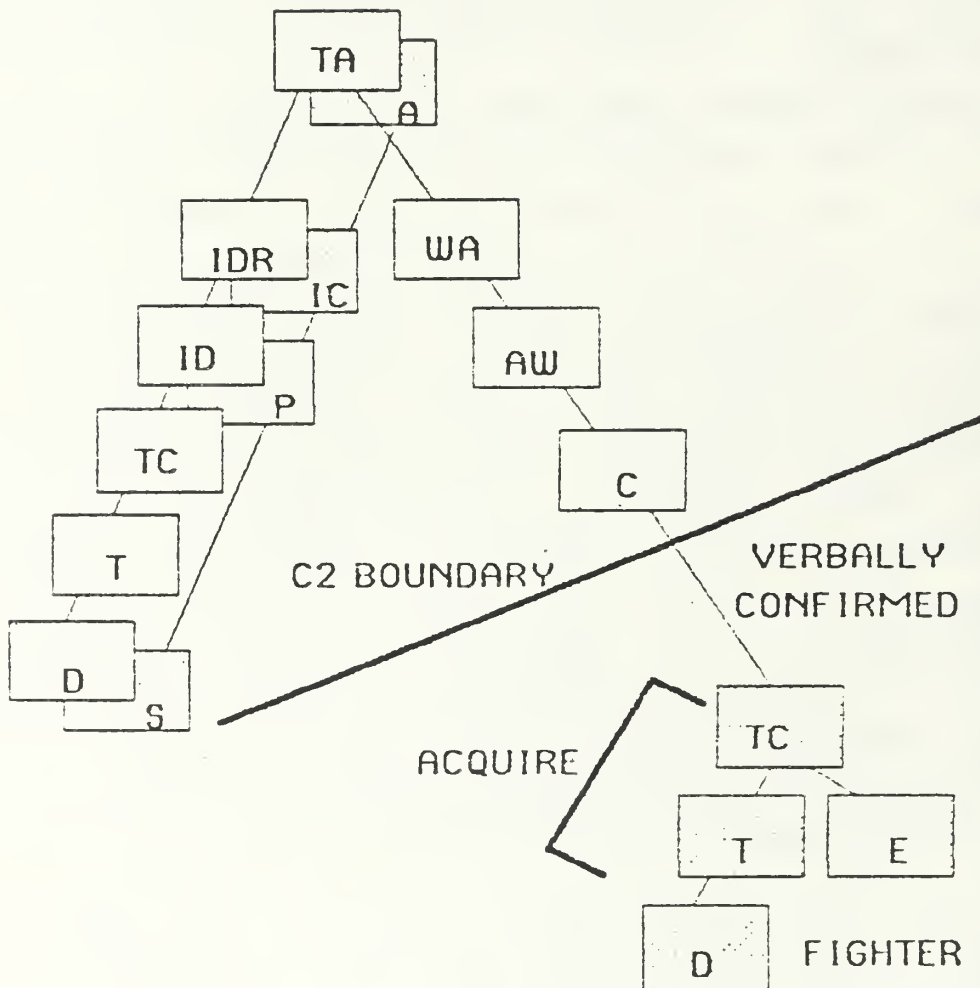 TA
A
IDR
IC
WA
ID
P
AW
TC
C
T
C2 BOUNDARY
VERBALLY
CONFIRMED
D
S
TC
ACQUIRE
T
E
D
FIGHTER